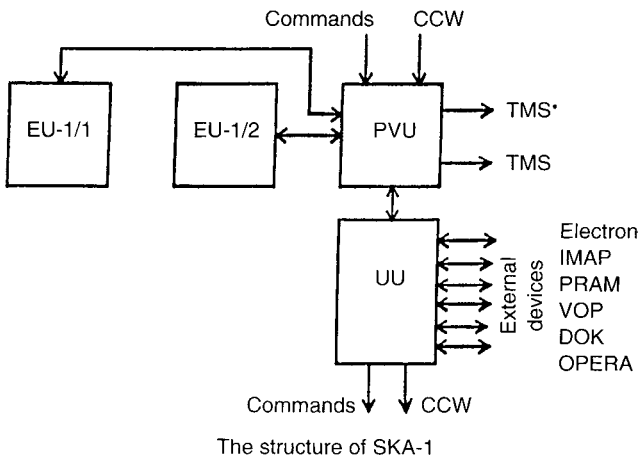 Commands CCW
EU-1/1 EU-1/2 PVU
TMS*
TMS
UU
External
devices
Electron
IMAP
PRAM
VOP
DOK
OPERA
Commands CCW
The structure of SKA-1